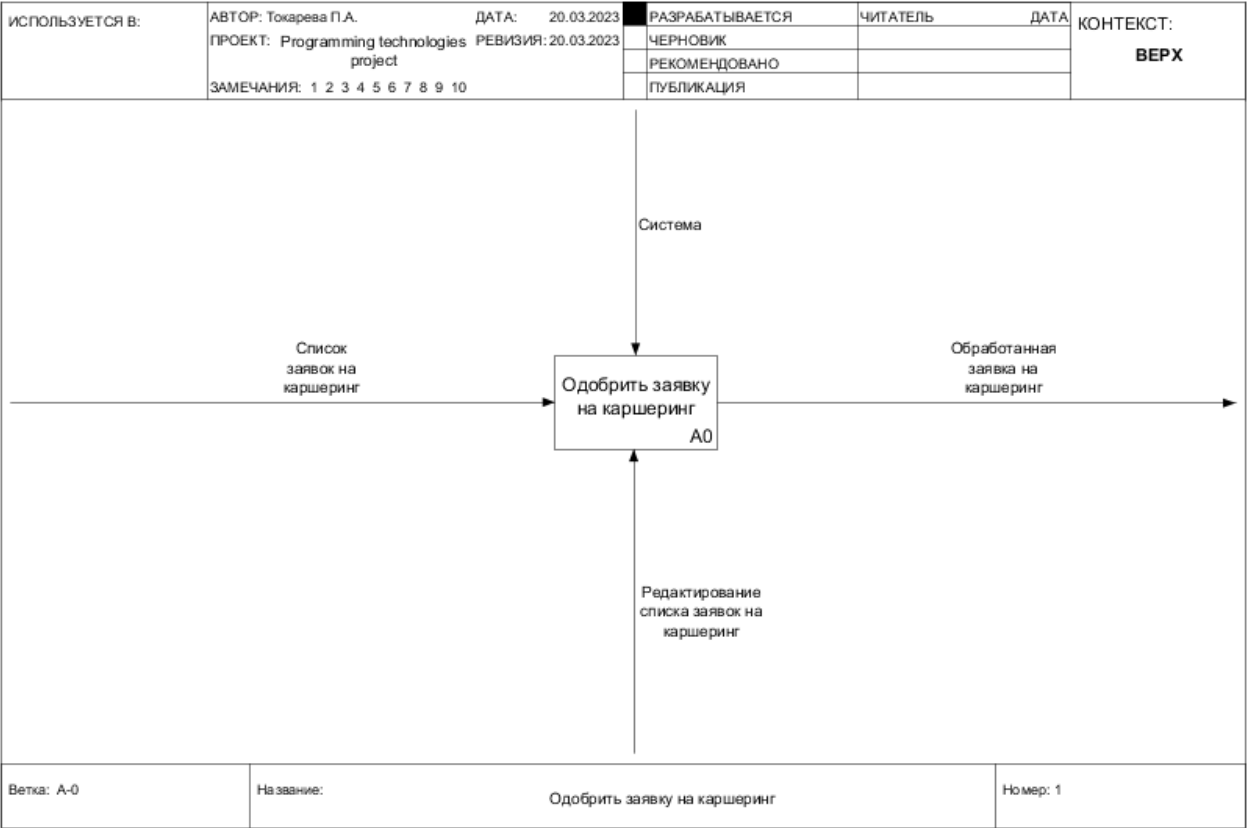 ИСПОЛЬЗУЕТСЯ В:
АВТОР: Токарева П.А.
ДАТА: 20.03.2023
ПРОЕКТ: Programming technologies
project
РЕВИЗИЯ: 20.03.2023
ЗАМЕЧАНИЯ: 1 2 3 4 5 6 7 8 9 10
РАЗРАБАТЫВАЕТСЯ
ЧЕРНОВИК
РЕКОМЕНДОВАНО
ПУБЛИКАЦИЯ
ЧИТАТЕЛЬ
ДАТА
КОНТЕКСТ:
ВЕРХ
Система
Список
заявок на
каршеринг
Одобрить заявку
на каршеринг
A0
Обработанная
заявка на
каршеринг
Редактирование
списка заявок на
каршеринг
Ветка: A-0
Название:
Одобрить заявку на каршеринг
Номер: 1